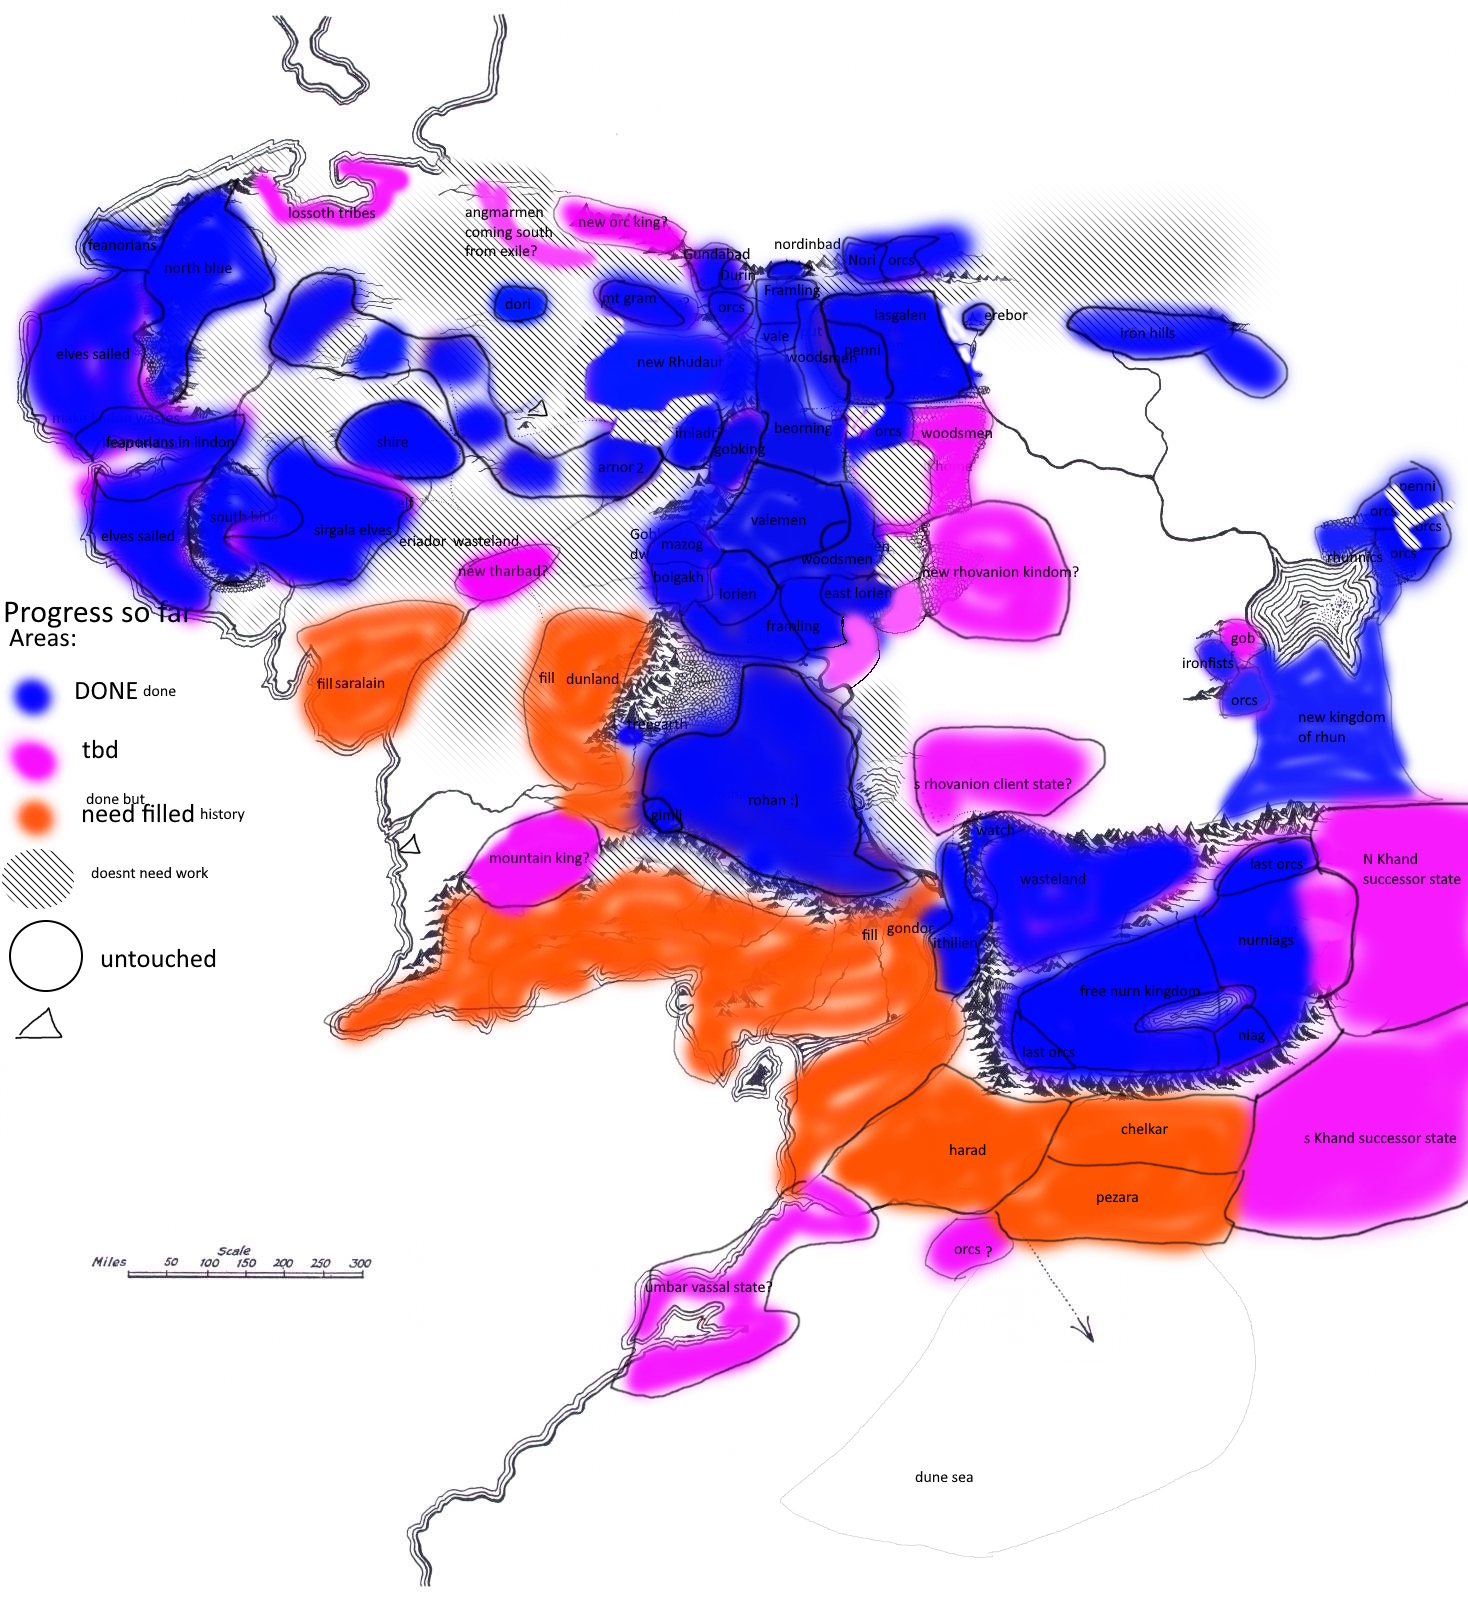 lossoth tribes
angmarmen
coming south
from exile?
new orc king?
feanorians
north blue
Gundabad
Durin
nordinbad
Nori
orcs
Framling
orcs
dori
mt gram
lasgalen
erebor
iron hills
elves sailed
new Rhudaur
vale
woodsmen
penni
feanorians in lindon
shire
imladri
gobking
beorning
orcs
woodsmen
arnor 2
penni
orcs
orcs
orcs
rhunnics
elves sailed
south blue
sirgala elves
elf
eriador wasteland
new tharbad?
Gob
dw
mazog
bolgakh
valemen
woodsmen
en
lorien
east lorien
framling
new rhovanion kindom?
Progress so far
Areas:
DONE done
tbd
done but
need filled history
doesnt need work
untouched
fill saralain
fill dunland
treegarth
gimli
rohan :)
mountain king?
s rhovanion client state?
gob
ironfists
orcs
new kingdom
of rhun
watch
wasteland
last orcs
N Khand
successor state
fill gondor
ithilien
nurniags
free nurn kingdom
last orcs
niag
harad
chelkar
pezara
s Khand successor state
orcs ?
umbar vassal state?
Scale
Miles 50 100 150 200 250 300
dune sea